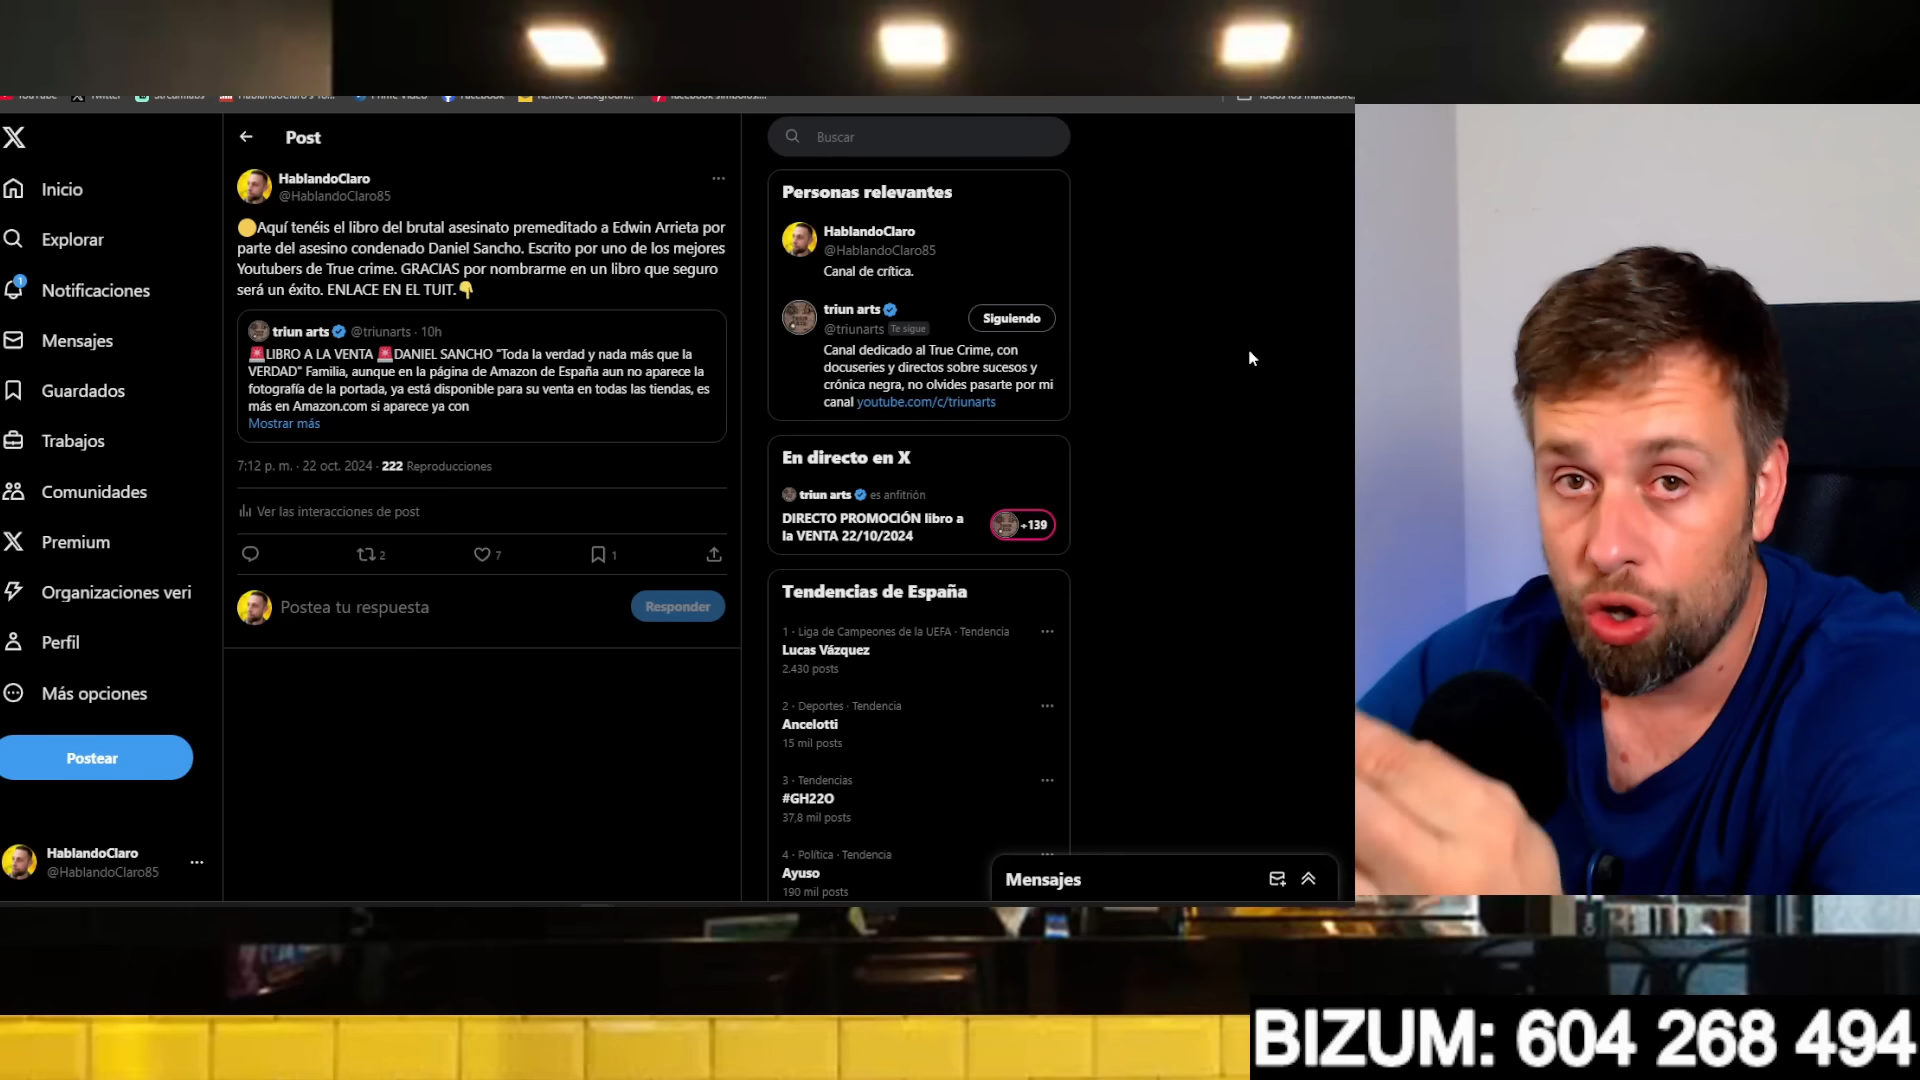 Inicio
Explorar
1
Notificaciones
Mensajes
Guardados
Trabajos
Comunidades
Premium
Organizaciones veri
Perfil
Más opciones
Postear
HablandoClaro
@HablandoClaro85
Post
HablandoClaro
@HablandoClaro85
Aquí tenéis el libro del brutal asesinato premeditado a Edwin Arrieta por
parte del asesino condenado Daniel Sancho. Escrito por uno de los mejores
Youtubers de True crime. GRACIAS por nombrarme en un libro que seguro
será un éxito. ENLACE EN EL TUIT.👇
triun arts @triunarts · 10h
🚨LIBRO A LA VENTA 🚨DANIEL SANCHO "Toda la verdad y nada más que la
VERDAD" Familia, aunque en la página de Amazon de España aun no aparece la
fotografía de la portada, ya está disponible para su venta en todas las tiendas, es
más en Amazon.com si aparece ya con
Mostrar más
7:12 p. m. · 22 oct. 2024 · 222 Reproducciones
Ver las interacciones de post
2
7
1
Postea tu respuesta
Responder
Buscar
Personas relevantes
HablandoClaro
@HablandoClaro85
Canal de crítica.
triun arts
@triunarts Te sigue
Siguiendo
Canal dedicado al True Crime, con
docuseries y directos sobre sucesos y
crónica negra, no olvides pasarte por mi
canal youtube.com/c/triunarts
En directo en X
triun arts es anfitrión
DIRECTO PROMOCIÓN libro a
la VENTA 22/10/2024
+139
Tendencias de España
1 · Liga de Campeones de la UEFA · Tendencia
Lucas Vázquez
2.430 posts
2 · Deportes · Tendencia
Ancelotti
15 mil posts
3 · Tendencias
#GH22O
37,8 mil posts
4 · Política · Tendencia
Ayuso
190 mil posts
Mensajes
BIZUM: 604 268 494